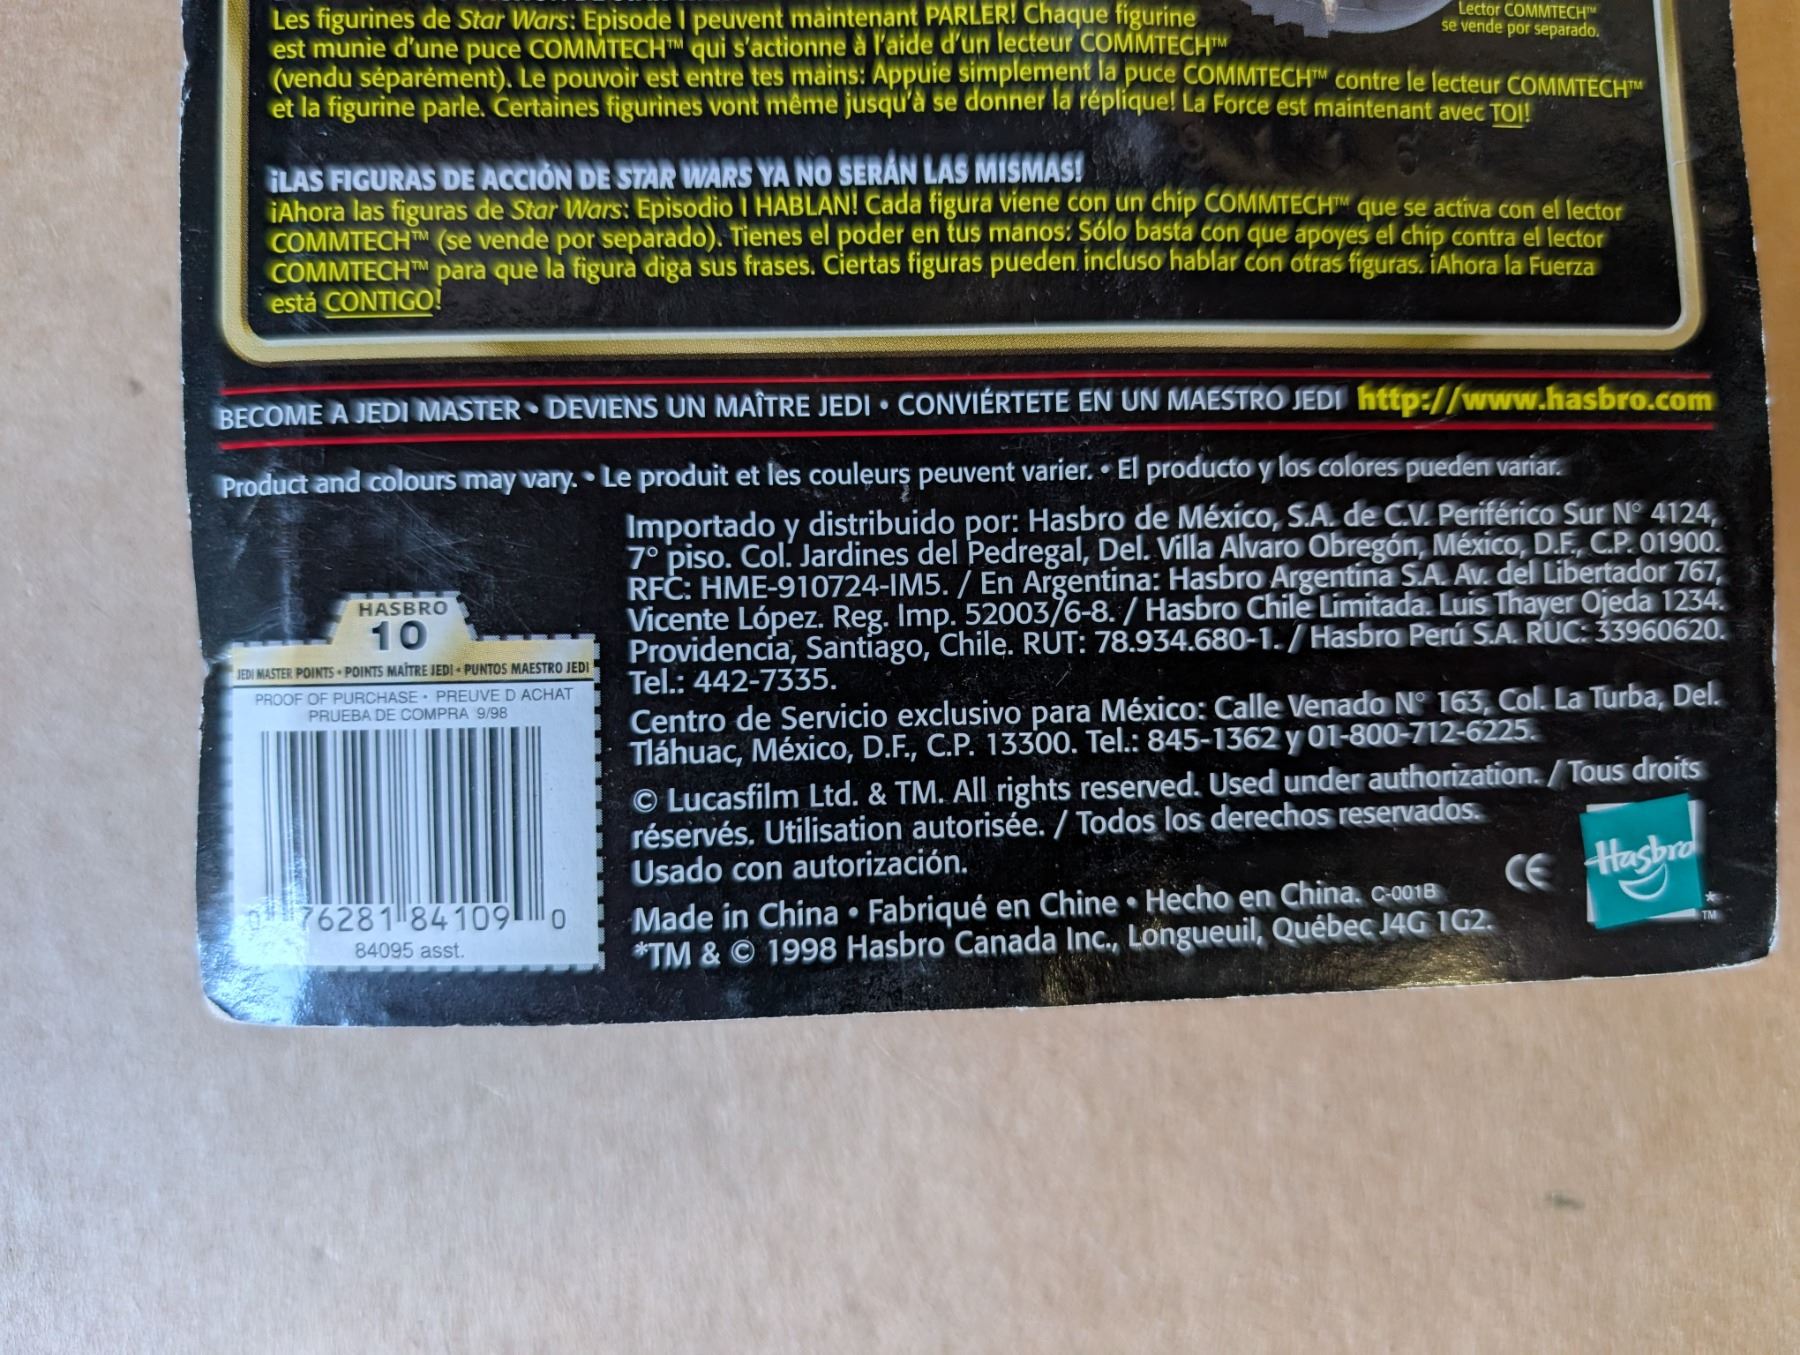 Les figurines de Star Wars: Episode I peuvent maintenant PARLER! Chaque figurine
est munie d'une puce COMMTECH™ qui s'actionne à l'aide d'un lecteur COMMTECH™
(vendu séparément). Le pouvoir est entre tes mains: Appuie simplement la puce COMMTECH™ contre le lecteur COMMTECH™
et la figurine parle. Certaines figurines vont même jusqu'à se donner la réplique! La Force est maintenant avec TOI!
Lector COMMTECH™
se vende por separado.
¡LAS FIGURAS DE ACCIÓN DE STAR WARS YA NO SERÁN LAS MISMAS!
¡Ahora las figuras de Star Wars: Episodio I HABLAN! Cada figura viene con un chip COMMTECH™ que se activa con el lector
COMMTECH™ (se vende por separado). Tienes el poder en tus manos: Sólo basta con que apoyes el chip contra el lector
COMMTECH™ para que la figura diga sus frases. Ciertas figuras pueden incluso hablar con otras figuras. ¡Ahora la Fuerza
está CONTIGO!
BECOME A JEDI MASTER • DEVIENS UN MAÎTRE JEDI • CONVIÉRTETE EN UN MAESTRO JEDI http://www.hasbro.com
Product and colours may vary. • Le produit et les couleurs peuvent varier. • El producto y los colores pueden variar.
Importado y distribuido por: Hasbro de México, S.A. de C.V. Periférico Sur N° 4124,
7° piso. Col. Jardines del Pedregal, Del. Villa Alvaro Obregón, México, D.F., C.P. 01900.
RFC: HME-910724-IM5. / En Argentina: Hasbro Argentina S.A. Av. del Libertador 767,
Vicente López. Reg. Imp. 52003/6-8. / Hasbro Chile Limitada. Luis Thayer Ojeda 1234.
Providencia, Santiago, Chile. RUT: 78.934.680-1. / Hasbro Perú S.A. RUC: 33960620.
Tel.: 442-7335.
Centro de Servicio exclusivo para México: Calle Venado N° 163, Col. La Turba, Del.
Tláhuac, México, D.F., C.P. 13300. Tel.: 845-1362 y 01-800-712-6225.
© Lucasfilm Ltd. & TM. All rights reserved. Used under authorization. / Tous droits
réservés. Utilisation autorisée. / Todos los derechos reservados.
Usado con autorización.
Made in China • Fabriqué en Chine • Hecho en China. C-001B
*TM & © 1998 Hasbro Canada Inc., Longueuil, Québec J4G 1G2.
CE
Hasbro
*
TM
HASBRO
10
JEDI MASTER POINTS • POINTS MAÎTRE JEDI • PUNTOS MAESTRO JEDI
PROOF OF PURCHASE • PREUVE D ACHAT
PRUEBA DE COMPRA 9/98
0 76281 84109 0
84095 asst.